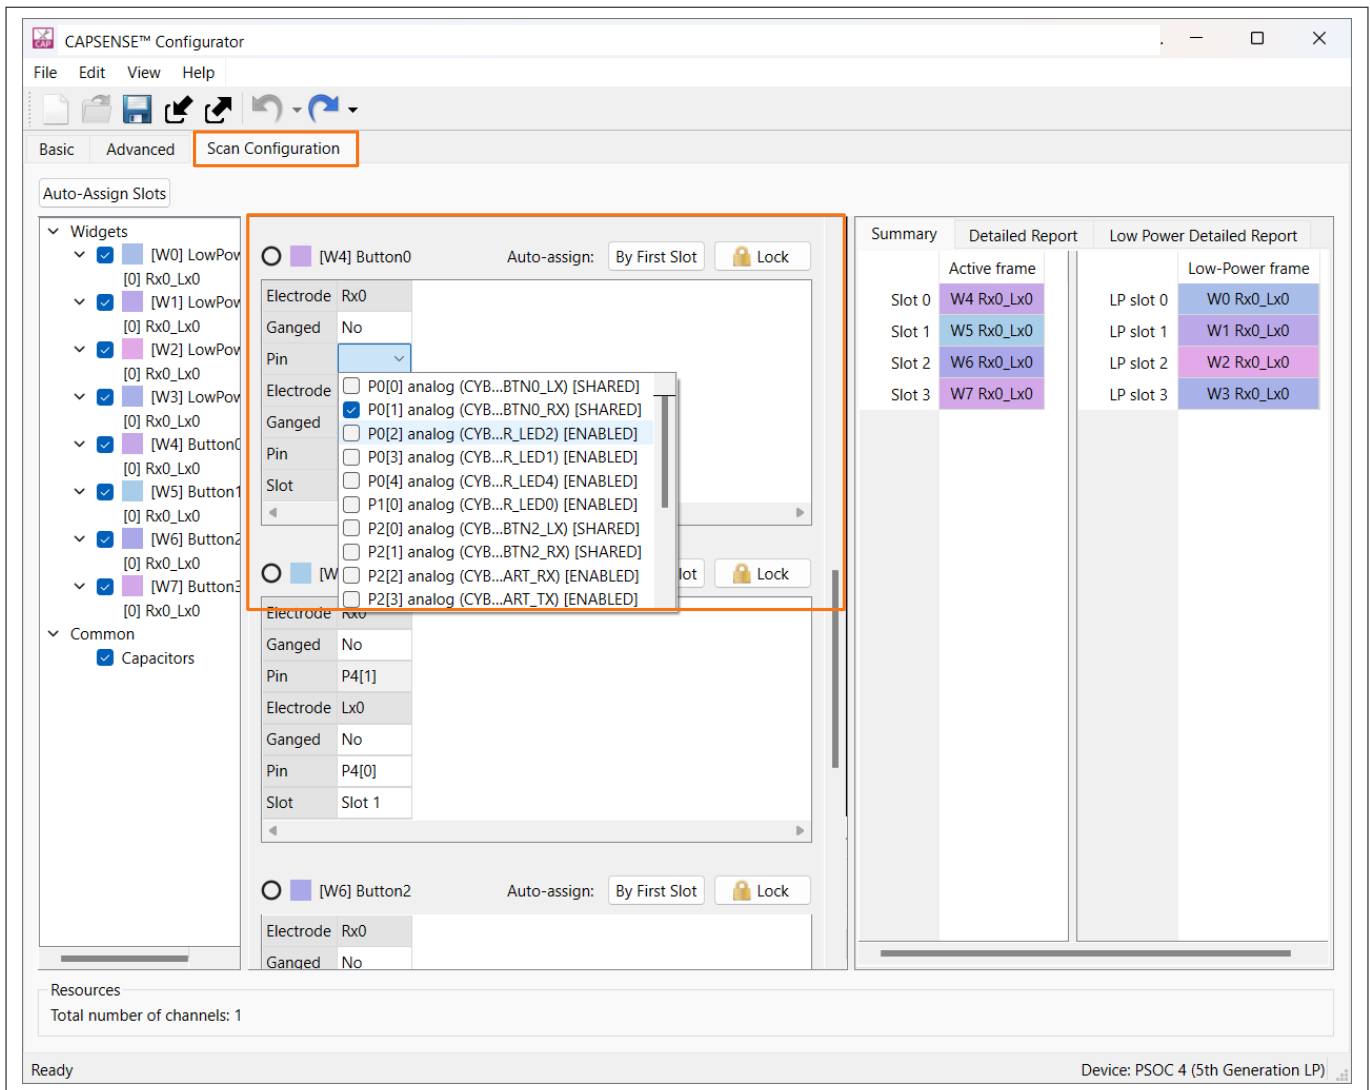 CAPSENSE™ Configurator
File Edit View Help
Basic Advanced Scan Configuration
Auto-Assign Slots
Widgets
[W0] LowPow
[0] Rx0_Lx0
[W1] LowPow
[0] Rx0_Lx0
[W2] LowPow
[0] Rx0_Lx0
[W3] LowPow
[0] Rx0_Lx0
[W4] Button0
[0] Rx0_Lx0
[W5] Button1
[0] Rx0_Lx0
[W6] Button2
[0] Rx0_Lx0
[W7] Button3
[0] Rx0_Lx0
Common
Capacitors
[W4] Button0 Auto-assign: By First Slot Lock
Electrode Rx0
Ganged No
Pin
Electrode
Ganged
Pin
Slot
P0[0] analog (CYB...BTN0_LX) [SHARED]
P0[1] analog (CYB...BTN0_RX) [SHARED]
P0[2] analog (CYB...R_LED2) [ENABLED]
P0[3] analog (CYB...R_LED1) [ENABLED]
P0[4] analog (CYB...R_LED4) [ENABLED]
P1[0] analog (CYB...R_LED0) [ENABLED]
P2[0] analog (CYB...BTN2_LX) [SHARED]
P2[1] analog (CYB...BTN2_RX) [SHARED]
P2[2] analog (CYB...ART_RX) [ENABLED]
P2[3] analog (CYB...ART_TX) [ENABLED]
[W lot Lock
Electrode Rx0
Ganged No
Pin P4[1]
Electrode Lx0
Ganged No
Pin P4[0]
Slot Slot 1
[W6] Button2 Auto-assign: By First Slot Lock
Electrode Rx0
Ganged No
Summary Detailed Report Low Power Detailed Report
Active frame
Slot 0 W4 Rx0_Lx0
Slot 1 W5 Rx0_Lx0
Slot 2 W6 Rx0_Lx0
Slot 3 W7 Rx0_Lx0
Low-Power frame
LP slot 0 W0 Rx0_Lx0
LP slot 1 W1 Rx0_Lx0
LP slot 2 W2 Rx0_Lx0
LP slot 3 W3 Rx0_Lx0
Resources
Total number of channels: 1
Ready
Device: PSOC 4 (5th Generation LP)